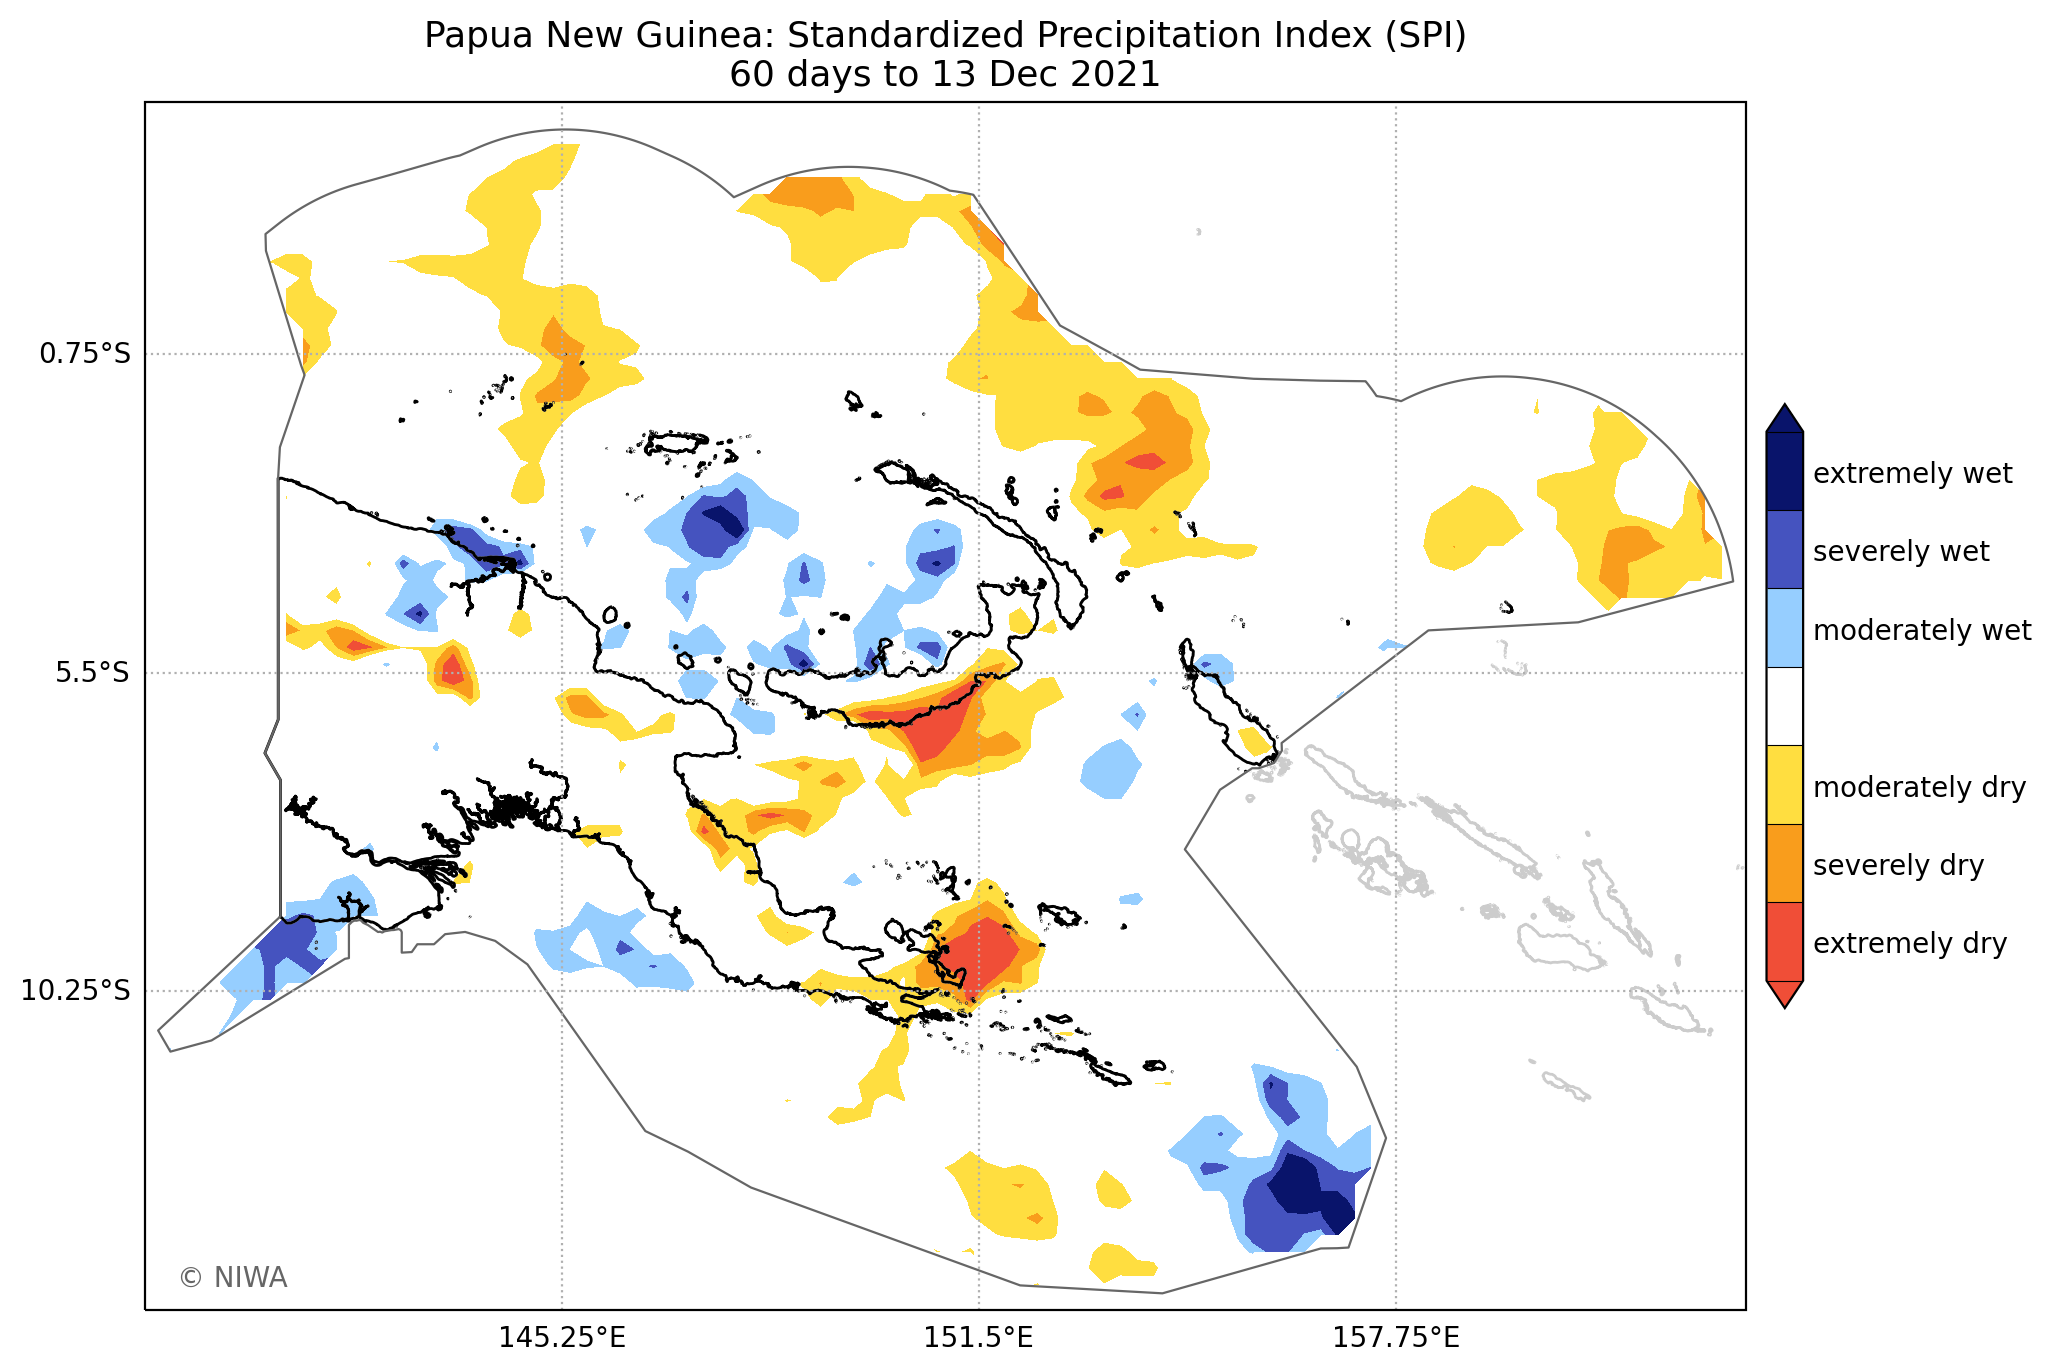 Papua New Guinea: Standardized Precipitation Index (SPI)
60 days to 13 Dec 2021
0.75°S
5.5°S
10.25°S
145.25°E
151.5°E
157.75°E
extremely wet
severely wet
moderately wet
moderately dry
severely dry
extremely dry
© NIWA